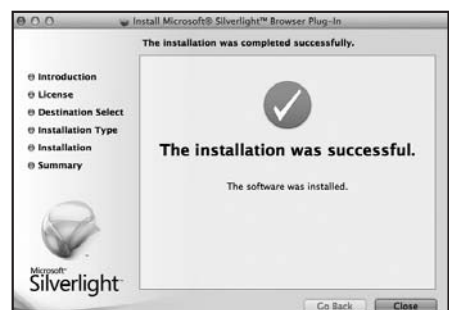 Install Microsoft® Silverlight™ Browser Plug-In
The installation was completed successfully.
Introduction
License
Destination Select
Installation Type
Installation
Summary
The installation was successful.
The software was installed.
Microsoft®
Silverlight™
Go Back
Close